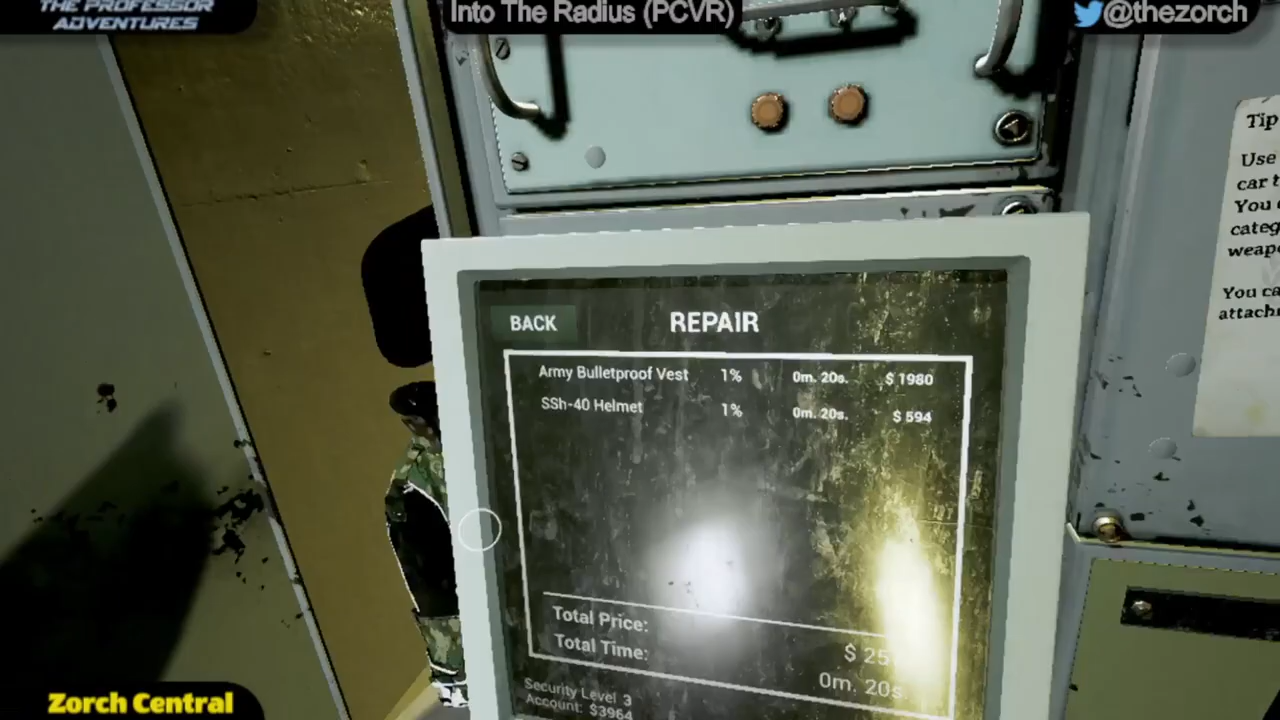 THE PROFESSOR
ADVENTURES
Into The Radius (PCVR)
@thezorch
Tip
Use
car t
You
categ
weap
You ca
attach
BACK
REPAIR
Army Bulletproof Vest 1% 0m. 20s. $ 1980
SSh-40 Helmet 1% 0m. 20s. $ 594
Total Price: $ 25
Total Time: 0m. 20s.
Security Level 3
Account: $3964
Zorch Central